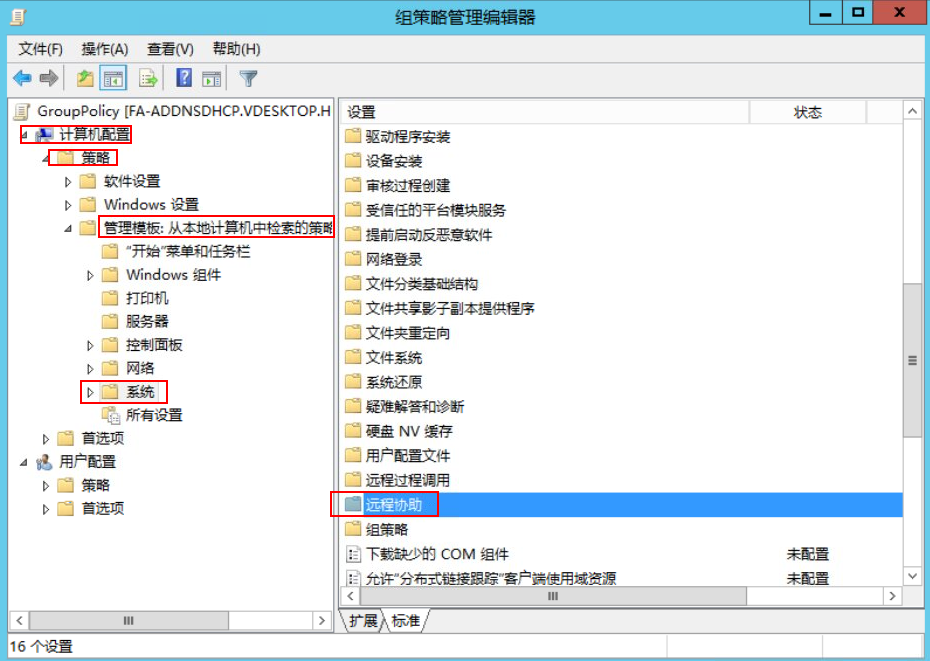 组策略管理编辑器
文件(F) 操作(A) 查看(V) 帮助(H)
GroupPolicy [FA-ADDNSDHCP.VDESKTOP.H
计算机配置
策略
软件设置
Windows 设置
管理模板: 从本地计算机中检索的策略
"开始"菜单和任务栏
Windows 组件
打印机
服务器
控制面板
网络
系统
所有设置
首选项
用户配置
策略
首选项
设置 状态
驱动程序安装
设备安装
审核过程创建
受信任的平台模块服务
提前启动反恶意软件
网络登录
文件分类基础结构
文件共享影子副本提供程序
文件夹重定向
文件系统
系统还原
疑难解答和诊断
硬盘 NV 缓存
用户配置文件
远程过程调用
远程协助
组策略
下载缺少的 COM 组件 未配置
允许"分布式链接跟踪"客户端使用域资源 未配置
扩展 标准
16 个设置